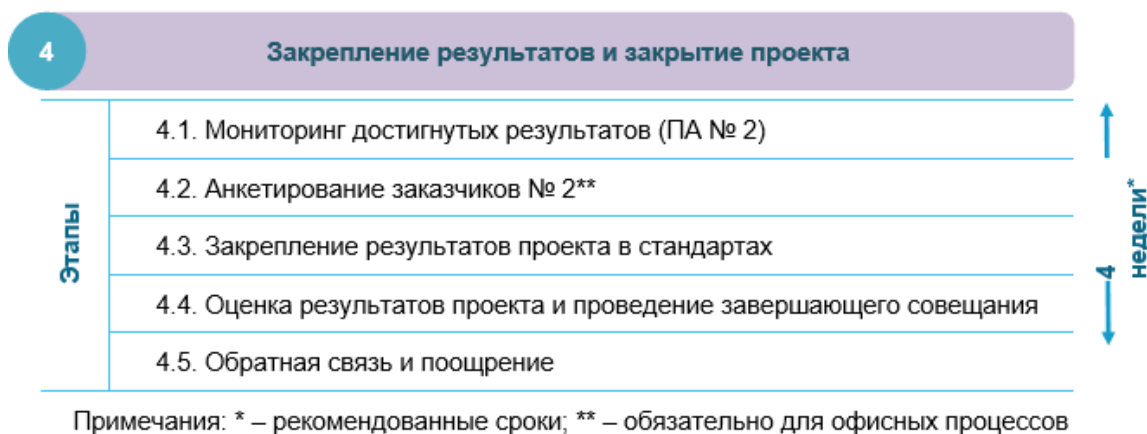 4
Закрепление результатов и закрытие проекта
Этапы
4.1. Мониторинг достигнутых результатов (ПА № 2)
4.2. Анкетирование заказчиков № 2**
4.3. Закрепление результатов проекта в стандартах
4.4. Оценка результатов проекта и проведение завершающего совещания
4.5. Обратная связь и поощрение
4 недели*
Примечания: * – рекомендованные сроки; ** – обязательно для офисных процессов